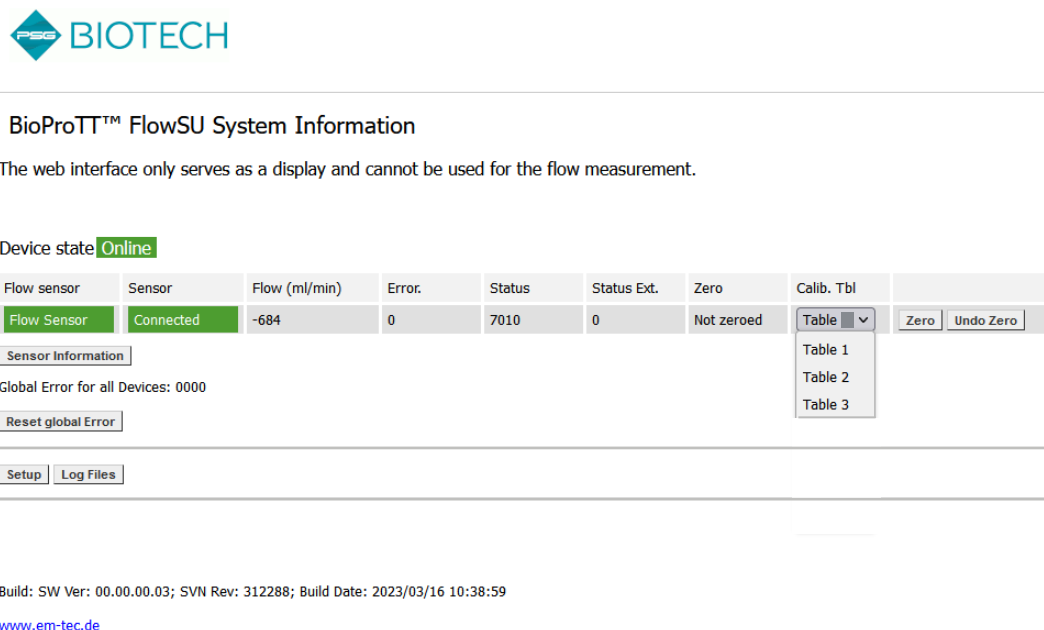 PSG BIOTECH
BioProTT™ FlowSU System Information
The web interface only serves as a display and cannot be used for the flow measurement.
Device state Online
Flow sensor Sensor Flow (ml/min) Error. Status Status Ext. Zero Calib. Tbl
Flow Sensor Connected -684 0 7010 0 Not zeroed Table Zero Undo Zero
Table 1
Sensor Information
Table 2
Global Error for all Devices: 0000
Table 3
Reset global Error
Setup Log Files
Build: SW Ver: 00.00.00.03; SVN Rev: 312288; Build Date: 2023/03/16 10:38:59
www.em-tec.de